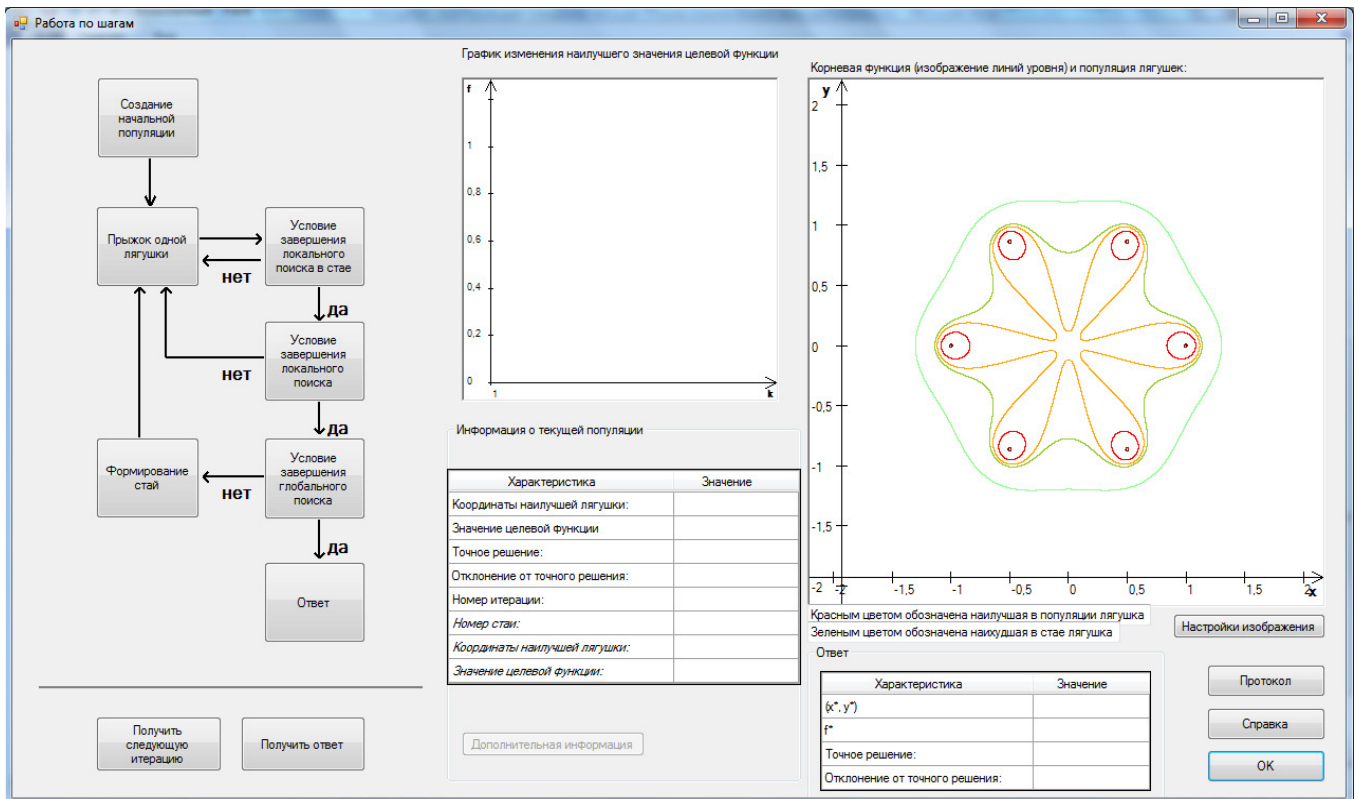 Работа по шагам
Создание
начальной
популяции
Прыжок одной
лягушки
Условие
завершения
локального
поиска в стае
нет
да
Условие
завершения
локального
поиска
нет
да
Формирование
стай
Условие
завершения
глобального
поиска
нет
да
Ответ
Получить
следующую
итерацию
Получить ответ
График изменения наилучшего значения целевой функции
f
1
0,8
0,6
0,4
0,2
0
1
k
Информация о текущей популяции
Характеристика Значение
Координаты наилучшей лягушки:
Значение целевой функции
Точное решение:
Отклонение от точного решения:
Номер итерации:
Номер стаи:
Координаты наилучшей лягушки:
Значение целевой функции:
Дополнительная информация
Корневая функция (изображение линий уровня) и популяция лягушек:
y
2
1,5
1
0,5
0
-0,5
-1
-1,5
-2 -2 -1,5 -1 -0,5 0 0,5 1 1,5 2 x
Красным цветом обозначена наилучшая в популяции лягушка
Зеленым цветом обозначена наихудшая в стае лягушка
Настройки изображения
Ответ
Характеристика Значение
(x*, y*)
f*
Точное решение:
Отклонение от точного решения:
Протокол
Справка
OK